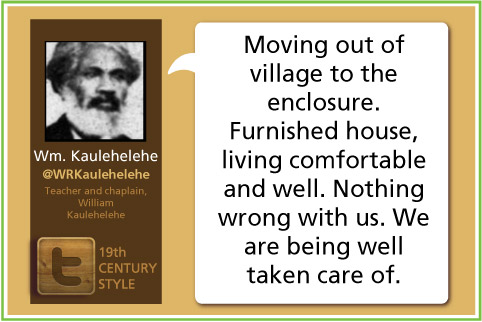 Wm. Kaulehelehe
@WRKaulehelehe
Teacher and chaplain,
William
Kaulehelehe
t
19th
CENTURY
STYLE
Moving out of
village to the
enclosure.
Furnished house,
living comfortable
and well. Nothing
wrong with us. We
are being well
taken care of.